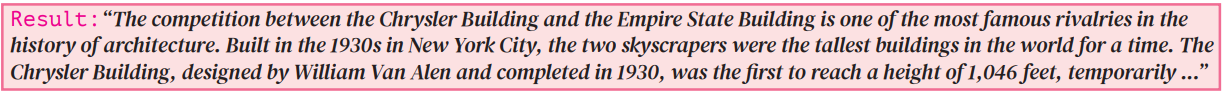 Result: “The competition between the Chrysler Building and the Empire State Building is one of the most famous rivalries in the
history of architecture. Built in the 1930s in New York City, the two skyscrapers were the tallest buildings in the world for a time. The
Chrysler Building, designed by William Van Alen and completed in 1930, was the first to reach a height of 1,046 feet, temporarily ...”